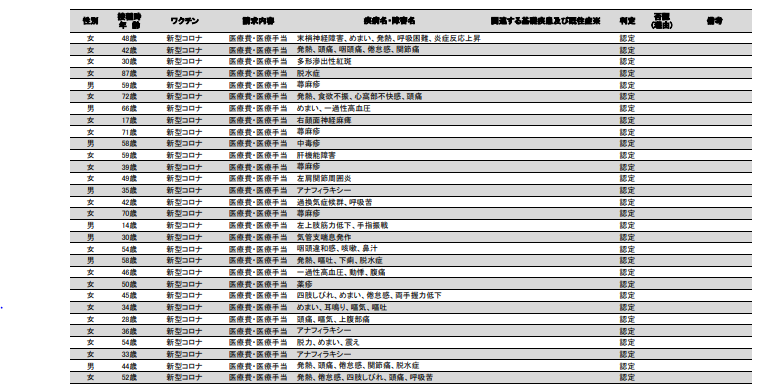 性別 接種時年齢 ワクチン 請求内容 疾病名・障害名 関連する基礎疾患及び既往症※ 判定 否認(理由) 備考
女 48歳 新型コロナ 医療費・医療手当 末梢神経障害、めまい、発熱、呼吸困難、炎症反応上昇 認定
女 42歳 新型コロナ 医療費・医療手当 発熱、頭痛、咽頭痛、倦怠感、関節痛 認定
女 30歳 新型コロナ 医療費・医療手当 多形滲出性紅斑 認定
女 87歳 新型コロナ 医療費・医療手当 脱水症 認定
男 59歳 新型コロナ 医療費・医療手当 蕁麻疹 認定
女 72歳 新型コロナ 医療費・医療手当 発熱、食欲不振、心窩部不快感、頭痛 認定
男 66歳 新型コロナ 医療費・医療手当 めまい、一過性高血圧 認定
女 17歳 新型コロナ 医療費・医療手当 右顔面神経麻痺 認定
女 71歳 新型コロナ 医療費・医療手当 蕁麻疹 認定
男 58歳 新型コロナ 医療費・医療手当 中毒疹 認定
女 59歳 新型コロナ 医療費・医療手当 肝機能障害 認定
女 39歳 新型コロナ 医療費・医療手当 蕁麻疹 認定
女 49歳 新型コロナ 医療費・医療手当 左肩関節周囲炎 認定
男 35歳 新型コロナ 医療費・医療手当 アナフィラキシー 認定
女 42歳 新型コロナ 医療費・医療手当 過換気症候群、呼吸苦 認定
女 70歳 新型コロナ 医療費・医療手当 蕁麻疹 認定
男 14歳 新型コロナ 医療費・医療手当 左上肢筋力低下、手指振戦 認定
男 30歳 新型コロナ 医療費・医療手当 気管支喘息発作 認定
女 54歳 新型コロナ 医療費・医療手当 咽頭違和感、咳嗽、鼻汁 認定
男 58歳 新型コロナ 医療費・医療手当 発熱、嘔吐、下痢、脱水症 認定
女 46歳 新型コロナ 医療費・医療手当 一過性高血圧、動悸、腹痛 認定
女 50歳 新型コロナ 医療費・医療手当 薬疹 認定
女 45歳 新型コロナ 医療費・医療手当 四肢しびれ、めまい、倦怠感、両手握力低下 認定
女 34歳 新型コロナ 医療費・医療手当 めまい、耳鳴り、嘔気、嘔吐 認定
女 28歳 新型コロナ 医療費・医療手当 頭痛、嘔気、上腹部痛 認定
女 36歳 新型コロナ 医療費・医療手当 アナフィラキシー 認定
女 54歳 新型コロナ 医療費・医療手当 脱力、めまい、震え 認定
女 33歳 新型コロナ 医療費・医療手当 アナフィラキシー 認定
男 44歳 新型コロナ 医療費・医療手当 発熱、頭痛、倦怠感、関節痛、脱水症 認定
女 52歳 新型コロナ 医療費・医療手当 発熱、倦怠感、四肢しびれ、頭痛、呼吸苦 認定